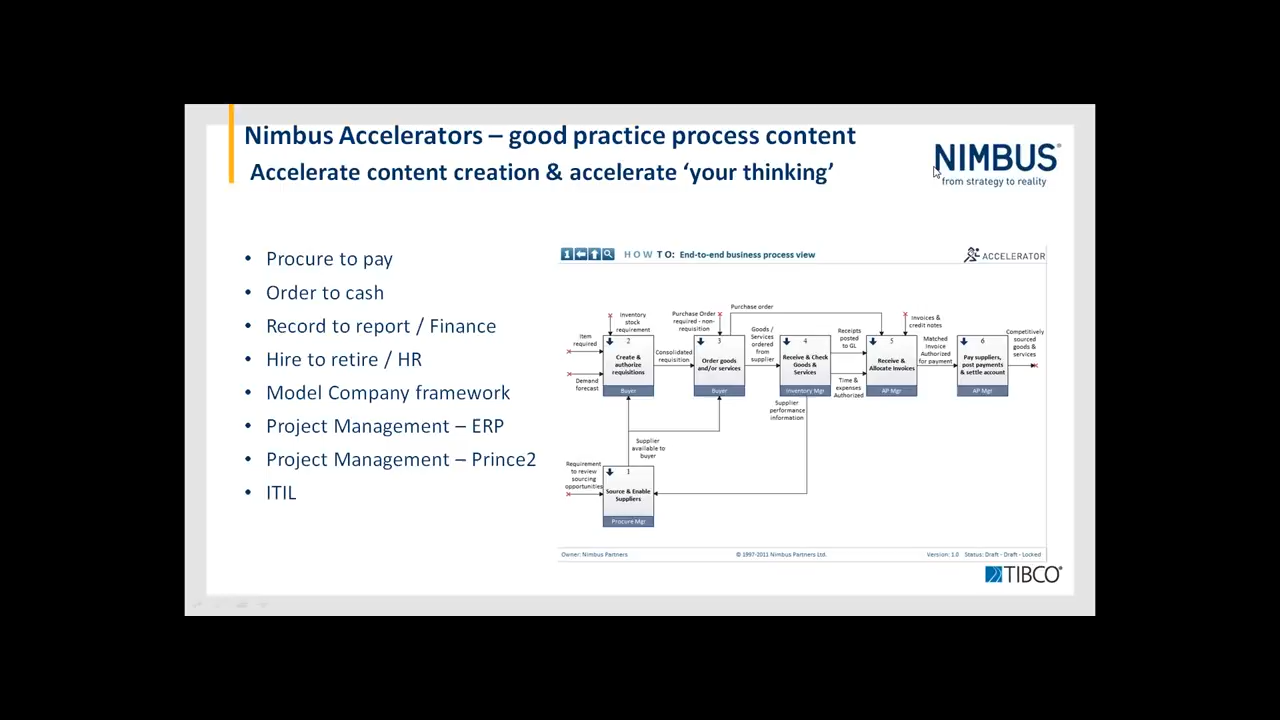 Nimbus Accelerators – good practice process content
Accelerate content creation & accelerate ‘your thinking’
NIMBUS®
from strategy to reality
• Procure to pay
• Order to cash
• Record to report / Finance
• Hire to retire / HR
• Model Company framework
• Project Management – ERP
• Project Management – Prince2
• ITIL
1
HOW TO: End-to-end business process view
ACCELERATOR
Item
required
Demand
forecast
Inventory
stock
requirement
2
Create &
authorize
requisitions
Buyer
Consolidated
requisition
Purchase Order
required - non-
requisition
3
Order goods
and/or services
Buyer
Purchase order
Goods /
Services
ordered
from
supplier
4
Receive & Check
Goods &
Services
Inventory Mgr
Receipts
posted
to GL
Time &
expenses
Authorized
Invoices &
credit notes
5
Receive &
Allocate Invoices
AP Mgr
Matched
Invoice
Authorized
for payment
6
Pay suppliers,
post payments
& settle account
AP Mgr
Competitively
sourced
goods &
services
Supplier
performance
information
Supplier
available to
buyer
Requirement
to review
sourcing
opportunities
1
Source & Enable
Suppliers
Procure Mgr
Owner: Nimbus Partners
© 1997-2011 Nimbus Partners Ltd.
Version: 1.0 Status: Draft - Draft - Locked
TIBCO®